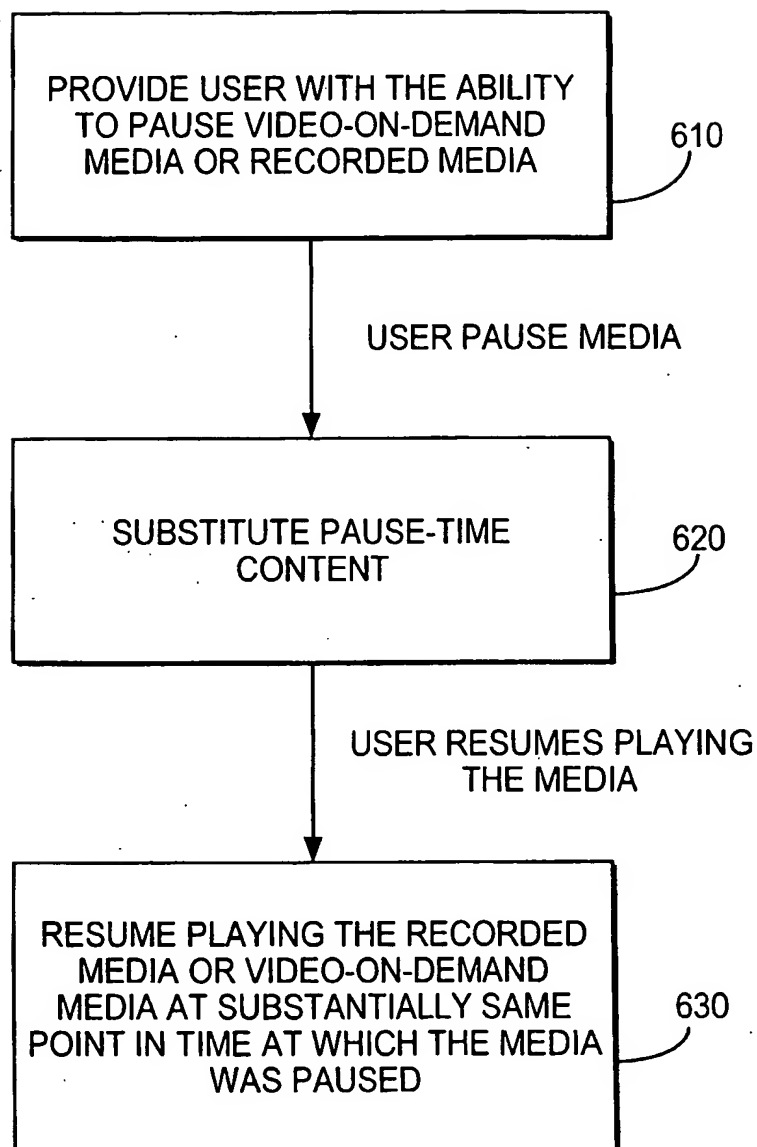 PROVIDE USER WITH THE ABILITY
TO PAUSE VIDEO-ON-DEMAND
MEDIA OR RECORDED MEDIA
610
USER PAUSE MEDIA
SUBSTITUTE PAUSE-TIME
CONTENT
620
USER RESUMES PLAYING
THE MEDIA
RESUME PLAYING THE RECORDED
MEDIA OR VIDEO-ON-DEMAND
MEDIA AT SUBSTANTIALLY SAME
POINT IN TIME AT WHICH THE MEDIA
WAS PAUSED
630